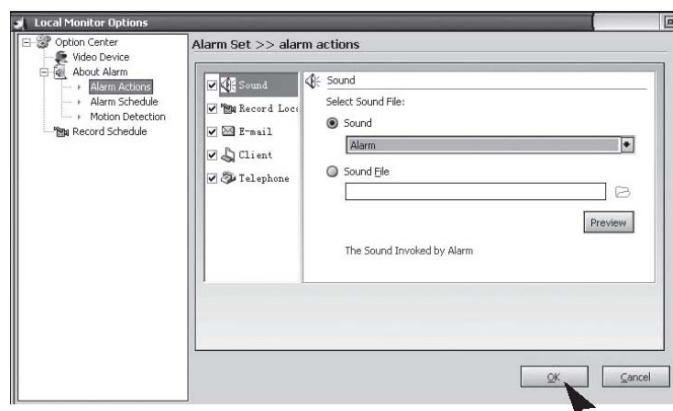 Local Monitor Options
Option Center
Video Device
About Alarm
Alarm Actions
Alarm Schedule
Motion Detection
Record Schedule
Alarm Set >> alarm actions
Sound
Record Loc
E-mail
Client
Telephone
Sound
Select Sound File:
Sound
Alarm
Sound File
Preview
The Sound Invoked by Alarm
OK
Cancel